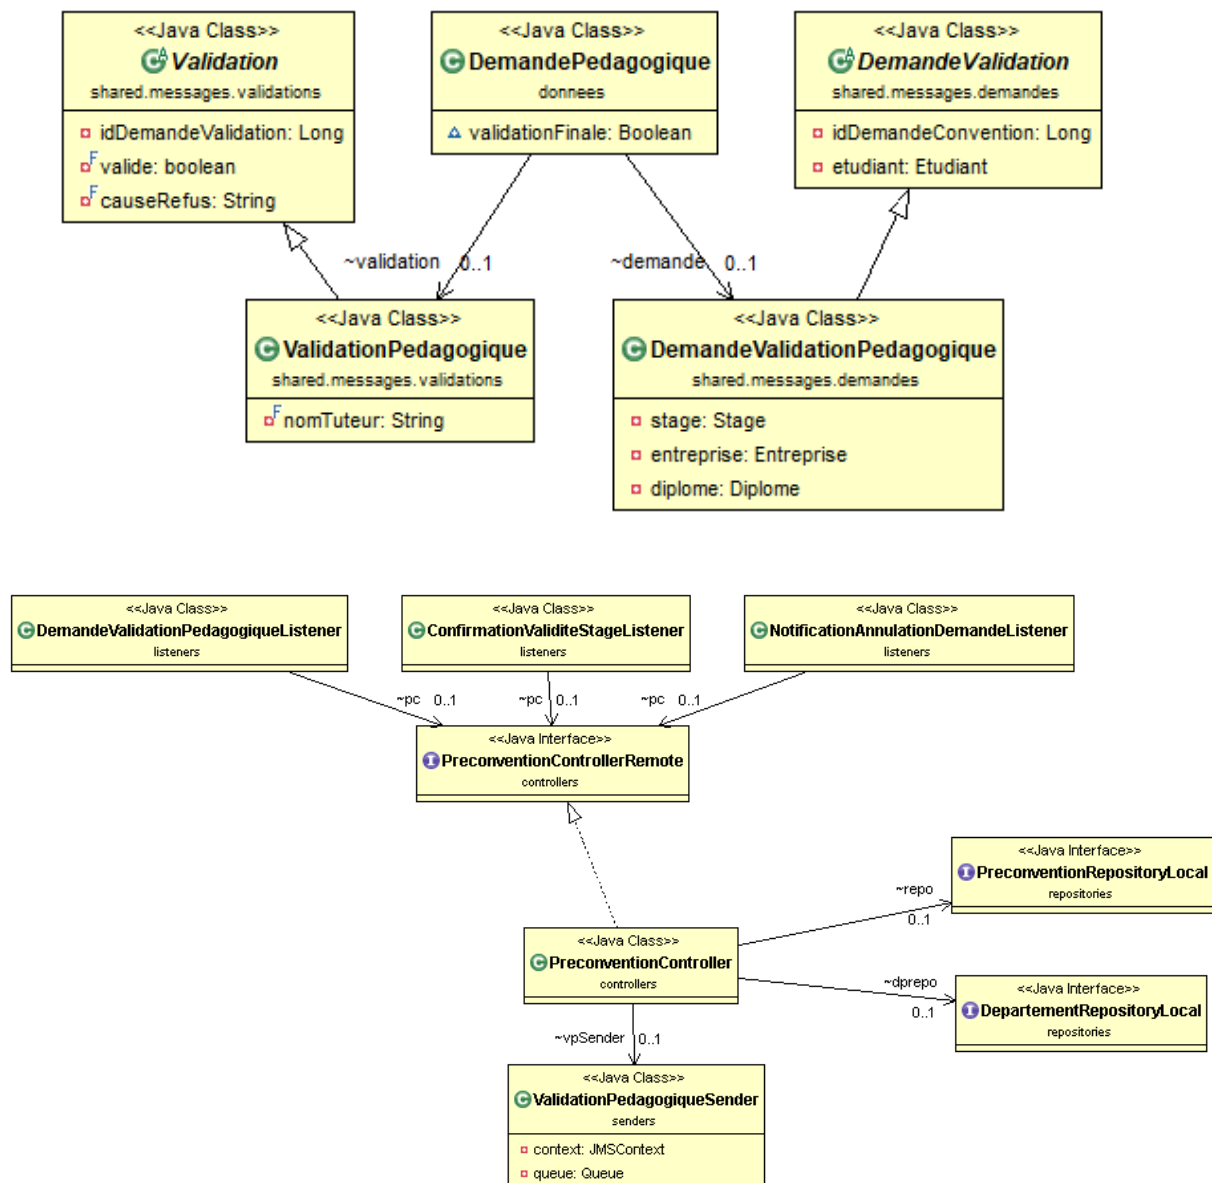 <<Java Class>>
Validation
shared.messages.validations
idDemandeValidation: Long
valide: boolean
causeRefus: String
<<Java Class>>
DemandePedagogique
donnees
validationFinale: Boolean
<<Java Class>>
DemandeValidation
shared.messages.demandes
idDemandeConvention: Long
etudiant: Etudiant
~validation 0..1
~demande 0..1
<<Java Class>>
ValidationPedagogique
shared.messages.validations
nomTuteur: String
<<Java Class>>
DemandeValidationPedagogique
shared.messages.demandes
stage: Stage
entreprise: Entreprise
diplome: Diplome
<<Java Class>>
DemandeValidationPedagogiqueListener
listeners
<<Java Class>>
ConfirmationValiditeStageListener
listeners
<<Java Class>>
NotificationAnnulationDemandeListener
listeners
~pc 0..1
~pc 0..1
~pc 0..1
<<Java Interface>>
PreconventionControllerRemote
controllers
<<Java Interface>>
PreconventionRepositoryLocal
repositories
~repo
0..1
<<Java Class>>
PreconventionController
controllers
~dprepo
0..1
<<Java Interface>>
DepartementRepositoryLocal
repositories
~vpSender 0..1
<<Java Class>>
ValidationPedagogiqueSender
senders
context: JMSContext
queue: Queue